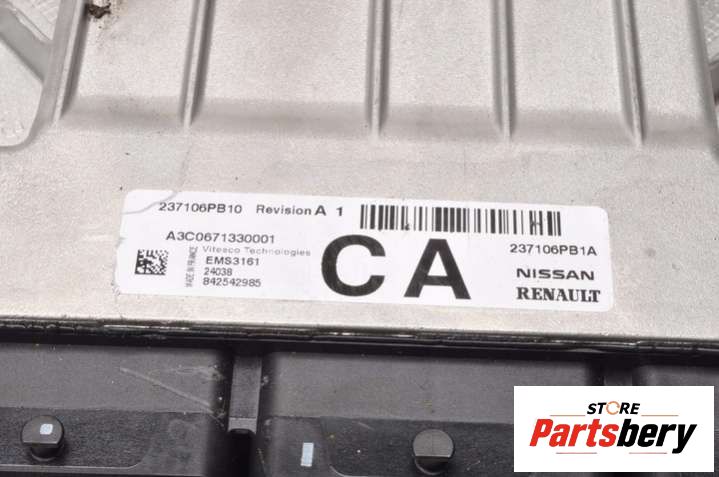 237106PB10 Revision A 1
A3C0671330001
Vitesco Technologies
EMS3161
24038
842542985
MADE IN FRANCE
CA
237106PB1A
NISSAN
RENAULT
STORE
Partsbery